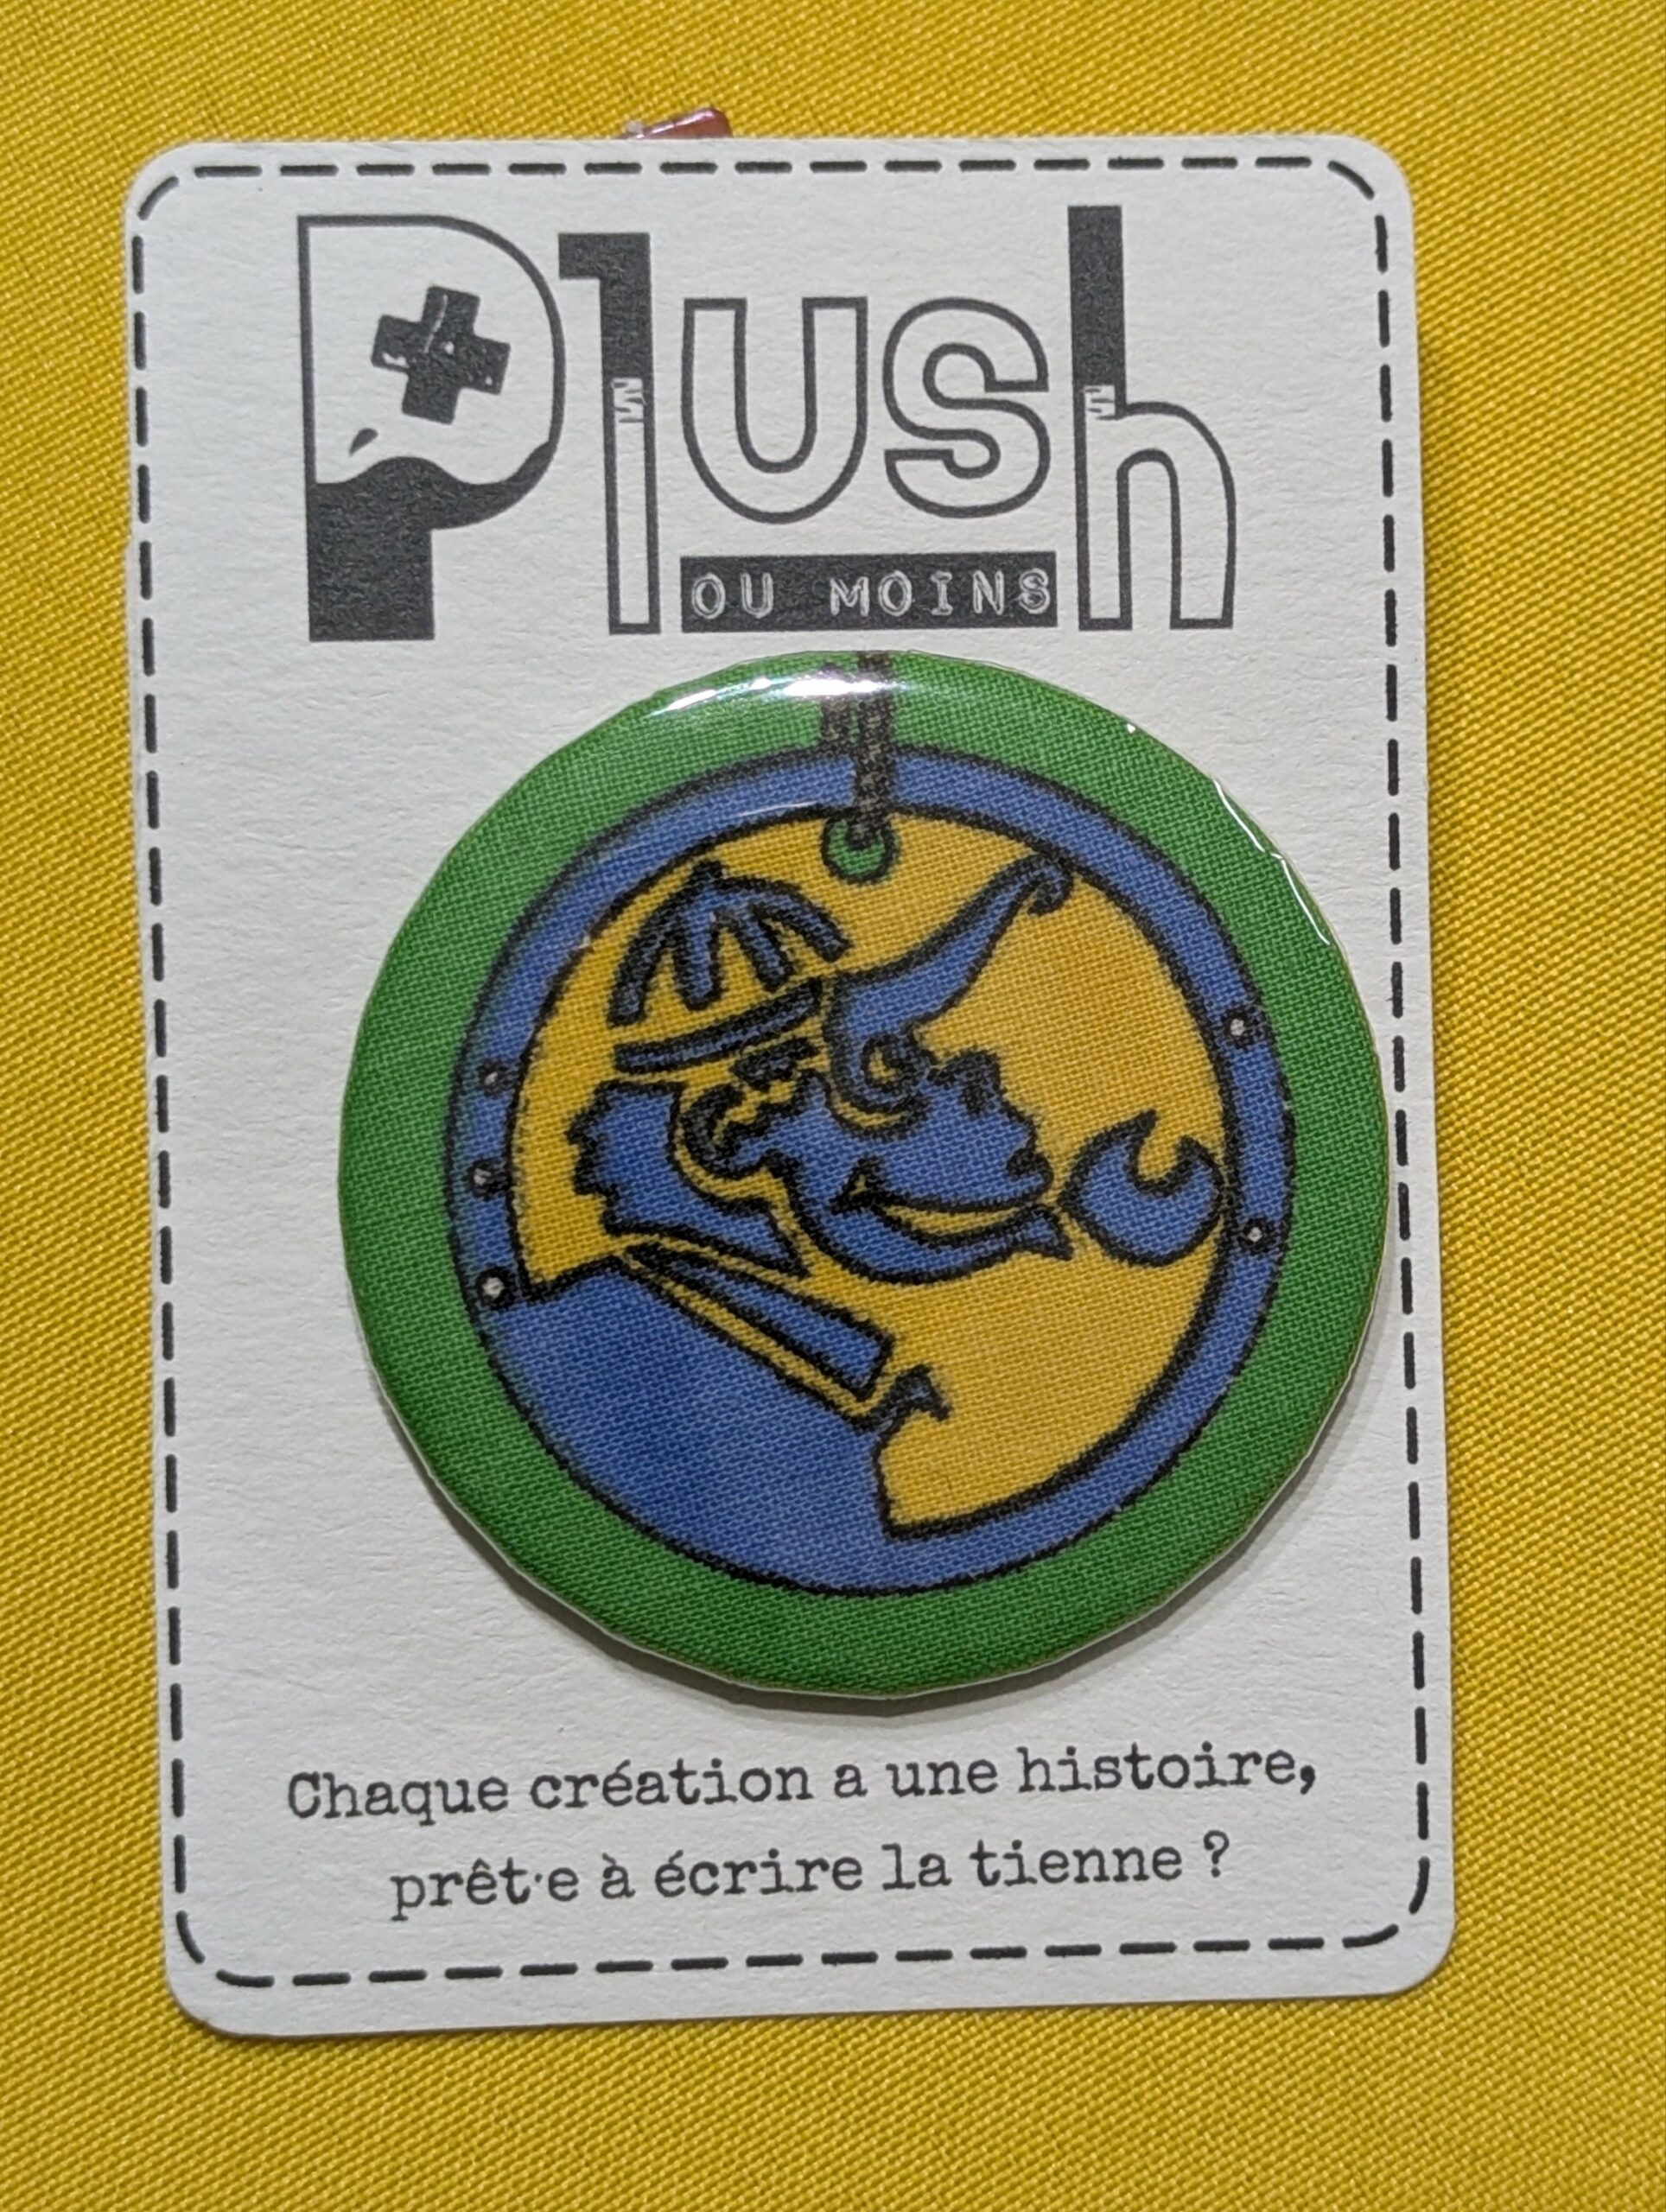 Plush
OU MOINS
Chaque création a une histoire,
prêt·e à écrire la tienne ?